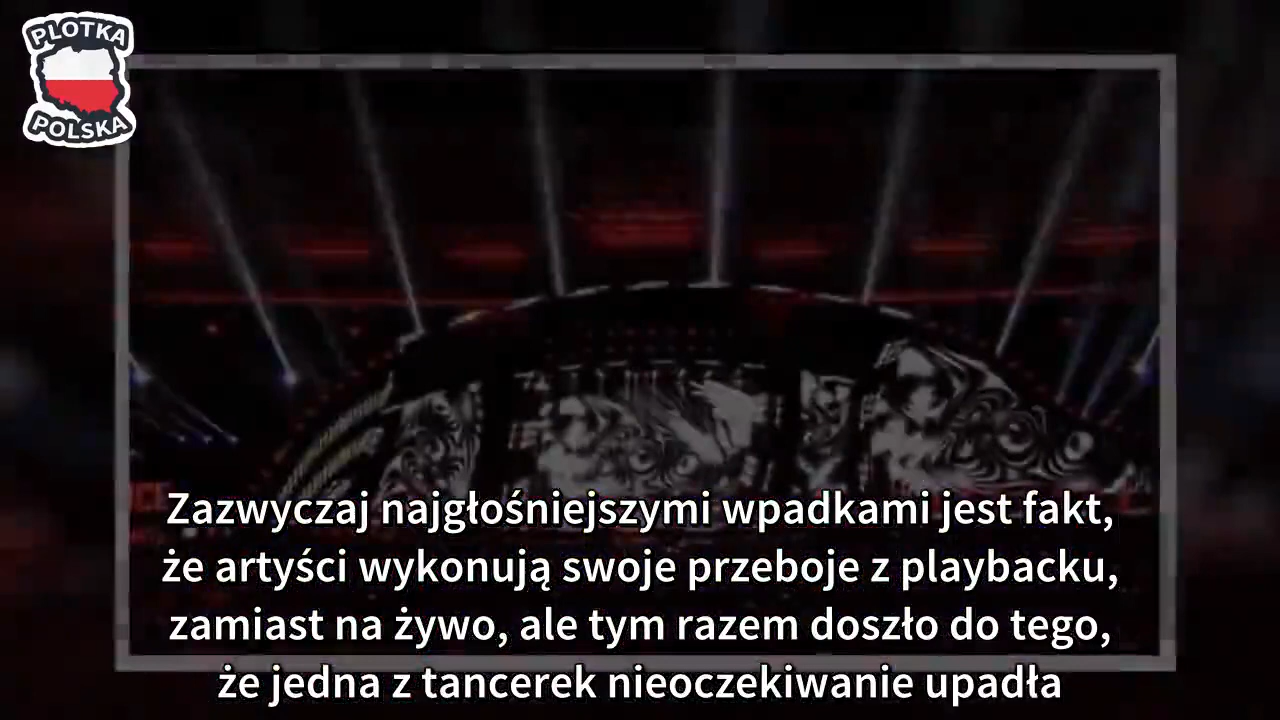 PLOTKA
POLSKA
Zazwyczaj najgłośniejszymi wpadkami jest fakt,
że artyści wykonują swoje przeboje z playbacku,
zamiast na żywo, ale tym razem doszło do tego,
że jedna z tancerek nieoczekiwanie upadła